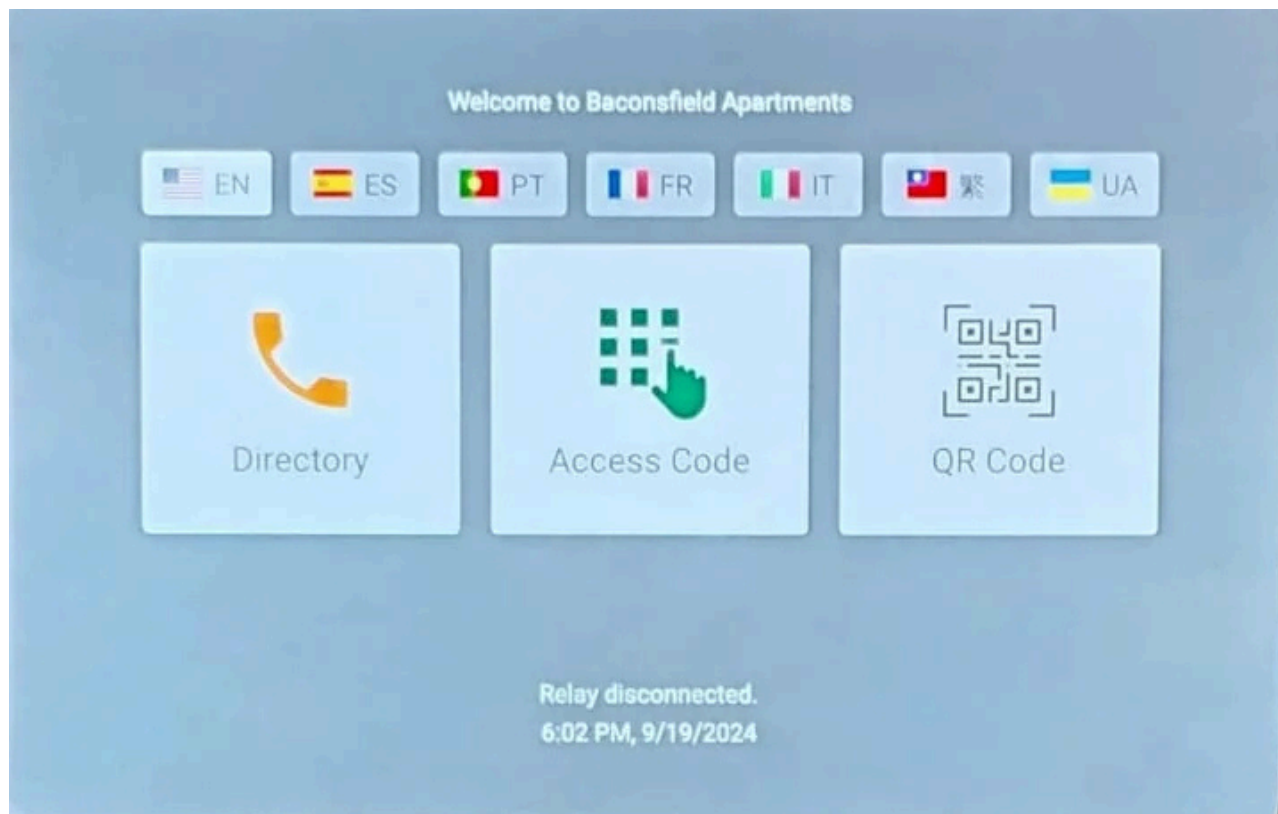 Welcome to Baconsfield Apartments
EN ES PT FR IT 繁 UA
Directory Access Code QR Code
Relay disconnected.
6:02 PM, 9/19/2024